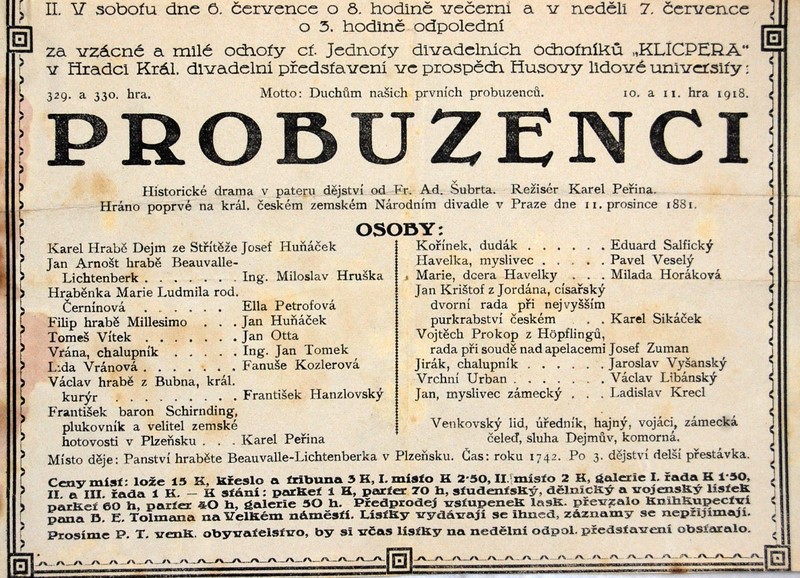 II. V sobotu dne 6. července o 8. hodině večerní a v neděli 7. července
o 3. hodině odpolední
za vzácné a milé ochoty ct. Jednoty divadelních ochotníků „KLICPERA"
v Hradci Král. divadelní představení ve prospěch Husovy lidové university:
329. a 330. hra. Motto: Duchům našich prvních probuzenců. 10. a 11. hra 1918.
PROBUZENCI
Historické drama v pateru dějství od Fr. Ad. Šubrta. Režisér Karel Peřina.
Hráno poprvé na král. českém zemském Národním divadle v Praze dne 11. prosince 1881.
OSOBY:
Karel Hrabě Dejm ze Střítěže Josef Huňáček
Jan Arnošt hrabě Beauvalle-
Lichtenberk . . . . . . . Ing. Miloslav Hruška
Hraběnka Marie Ludmila rod.
Černínová . . . . . . . Ella Petrofová
Filip hrabě Millesimo . . . Jan Huňáček
Tomeš Vítek . . . . . . . Jan Otta
Vrána, chalupník . . . . . Ing. Jan Tomek
Lida Vránová . . . . . . . Fanuše Kozlerová
Václav hrabě z Bubna, král.
kurýr . . . . . . . . František Hanzlovský
František baron Schirnding,
plukovník a velitel zemské
hotovosti v Plzeňsku . . . Karel Peřina
Kořínek, dudák . . . . . . Eduard Salfický
Havelka, myslivec . . . . . Pavel Veselý
Marie, dcera Havelky . . . Milada Horáková
Jan Krištof z Jordána, císařský
dvorní rada při nejvyšším
purkrabství českém . . Karel Sikáček
Vojtěch Prokop z Höpflingů,
rada při soudě nad apelacemi Josef Zuman
Jirák, chalupník . . . . . . Jaroslav Vyšanský
Vrchní Urban . . . . . . . Václav Libánský
Jan, myslivec zámecký . . . Ladislav Krecl
Venkovský lid, úředník, hajný, vojáci, zámecká
čeleď, sluha Dejmův, komorná.
Místo děje: Panství hraběte Beauvalle-Lichtenberka v Plzeňsku. Čas: roku 1742. Po 3. dějství delší přestávka.
Ceny míst: lože 15 K, křeslo a tribuna 3 K, I. místo K 2·50, II. místo 2 K, galerie I. řada K 1·50,
II. a III. řada 1 K. — K stání: parket 1 K, parter 70 h, studentský, dělnický a vojenský lístek
parket 60 h, parter 40 h, galerie 30 h. Předprodej vstupenek lask. převzalo knihkupectví
pana B. E. Tolmana na Velkém náměstí. Lístky vydávají se ihned, záznamy se nepřijímají.
Prosíme P. T. venk. obyvatelstvo, by si včas lístky na nedělní odpol. představení obstaralo.